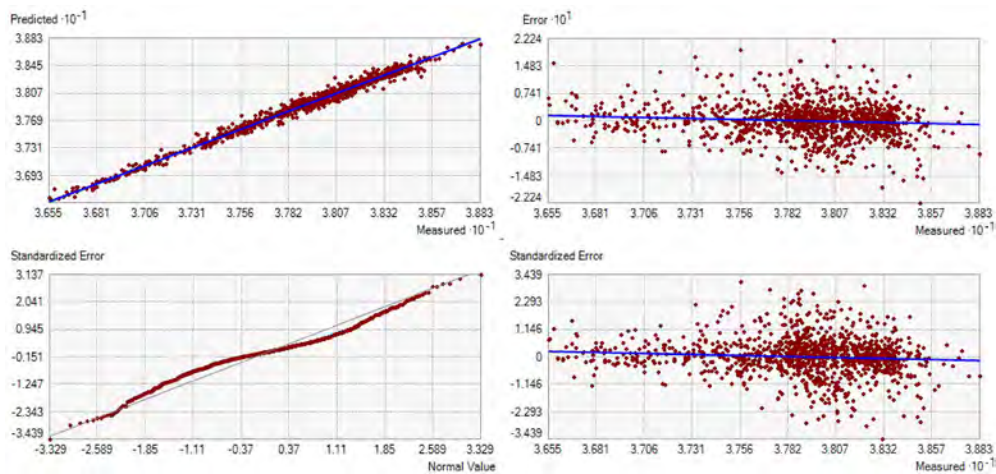 Predicted ·10⁻¹
3.883
3.845
3.807
3.769
3.731
3.693
3.655 3.681 3.706 3.731 3.756 3.782 3.807 3.832 3.857 3.883
Measured ·10⁻¹
Error ·10¹
2.224
1.483
0.741
0
-0.741
-1.483
-2.224
3.655 3.681 3.706 3.731 3.756 3.782 3.807 3.832 3.857 3.883
Measured ·10⁻¹
Standardized Error
3.137
2.041
0.945
-0.151
-1.247
-2.343
-3.439
-3.329 -2.589 -1.85 -1.11 -0.37 0.37 1.11 1.85 2.589 3.329
Normal Value
Standardized Error
3.439
2.293
1.146
0
-1.146
-2.293
-3.439
3.655 3.681 3.706 3.731 3.756 3.782 3.807 3.832 3.857 3.883
Measured ·10⁻¹